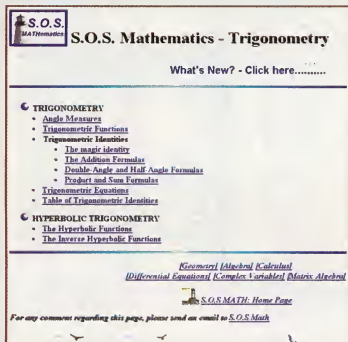 S.O.S.
MATHematics
S.O.S. Mathematics - Trigonometry
What's New? - Click here..........
TRIGONOMETRY
Angle Measures
Trigonometric Functions
Trigonometric Identities
The magic identity
The Addition Formulas
Double-Angle and Half-Angle Formulas
Product and Sum Formulas
Trigonometric Equations
Table of Trigonometric Identities
HYPERBOLIC TRIGONOMETRY
The Hyperbolic Functions
The Inverse Hyperbolic Functions
[Geometry] [Algebra] [Calculus]
[Differential Equations] [Complex Variables] [Matrix Algebra]
S.O.S MATH: Home Page
For any comment regarding this page, please send an email to S.O.S Math